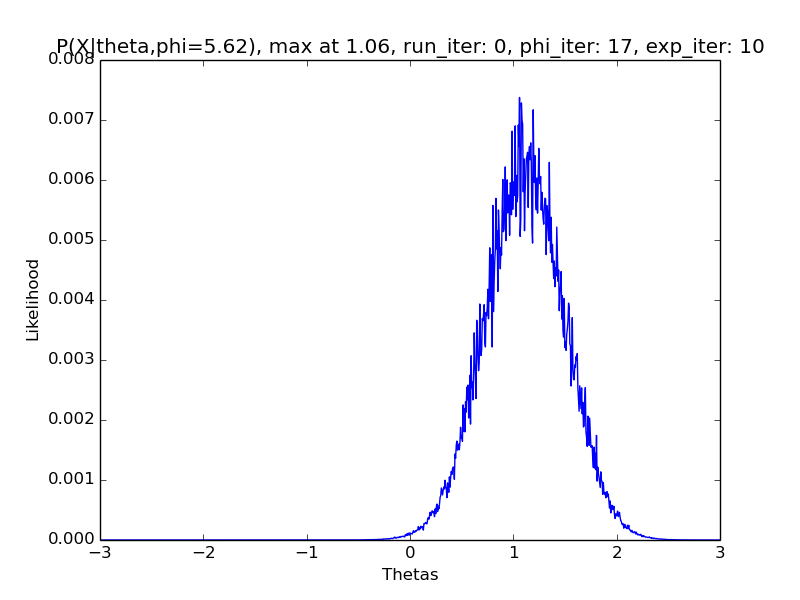 P(X|theta,phi=5.62), max at 1.06, run_iter: 0, phi_iter: 17, exp_iter: 10
0.008
0.007
0.006
0.005
0.004
0.003
0.002
0.001
0.000
Likelihood
−3 −2 −1 0 1 2 3
Thetas